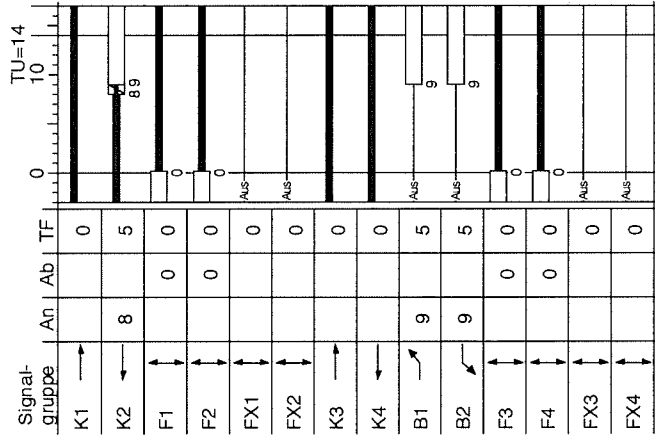 Signal-
gruppe An Ab TF 0 10 TU=14
K1 0
K2 8 5 8 9
F1 0 0 0
F2 0 0 0
FX1 0 Aus
FX2 0 Aus
K3 0
K4 0
B1 9 5 Aus 9
B2 9 5 Aus 9
F3 0 0 0
F4 0 0 0
FX3 0 Aus
FX4 0 Aus